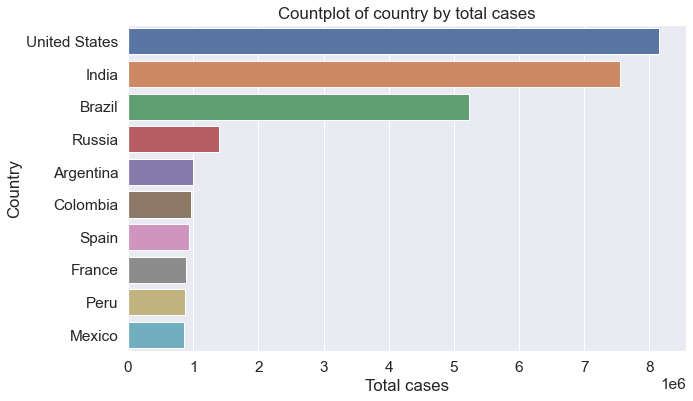 Countplot of country by total cases
Country
United States
India
Brazil
Russia
Argentina
Colombia
Spain
France
Peru
Mexico
0 1 2 3 4 5 6 7 8
1e6
Total cases